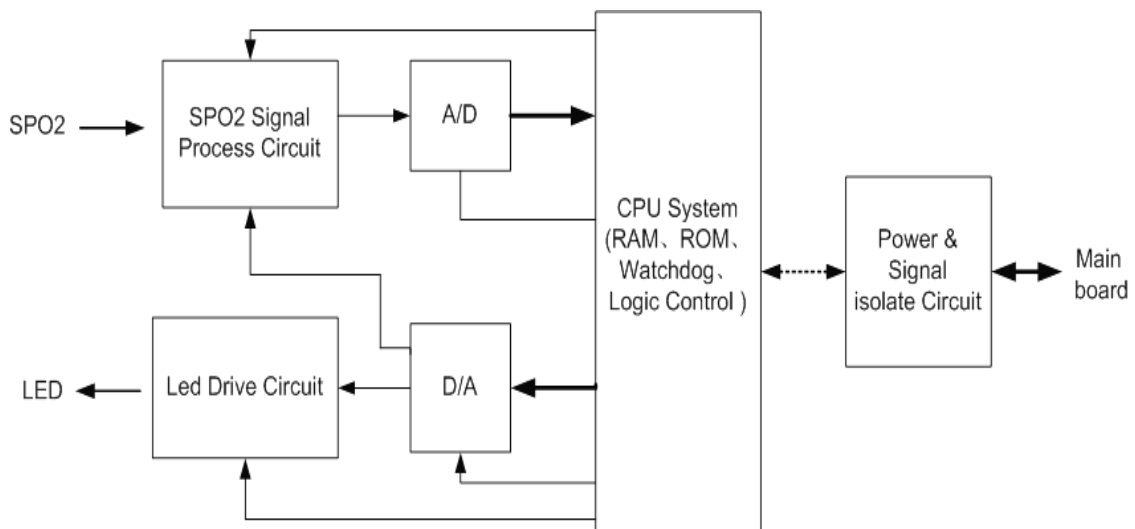 SPO2
SPO2 Signal
Process Circuit
A/D
CPU System
(RAM、ROM、
Watchdog、
Logic Control )
Power &
Signal
isolate Circuit
Main
board
LED
Led Drive Circuit
D/A